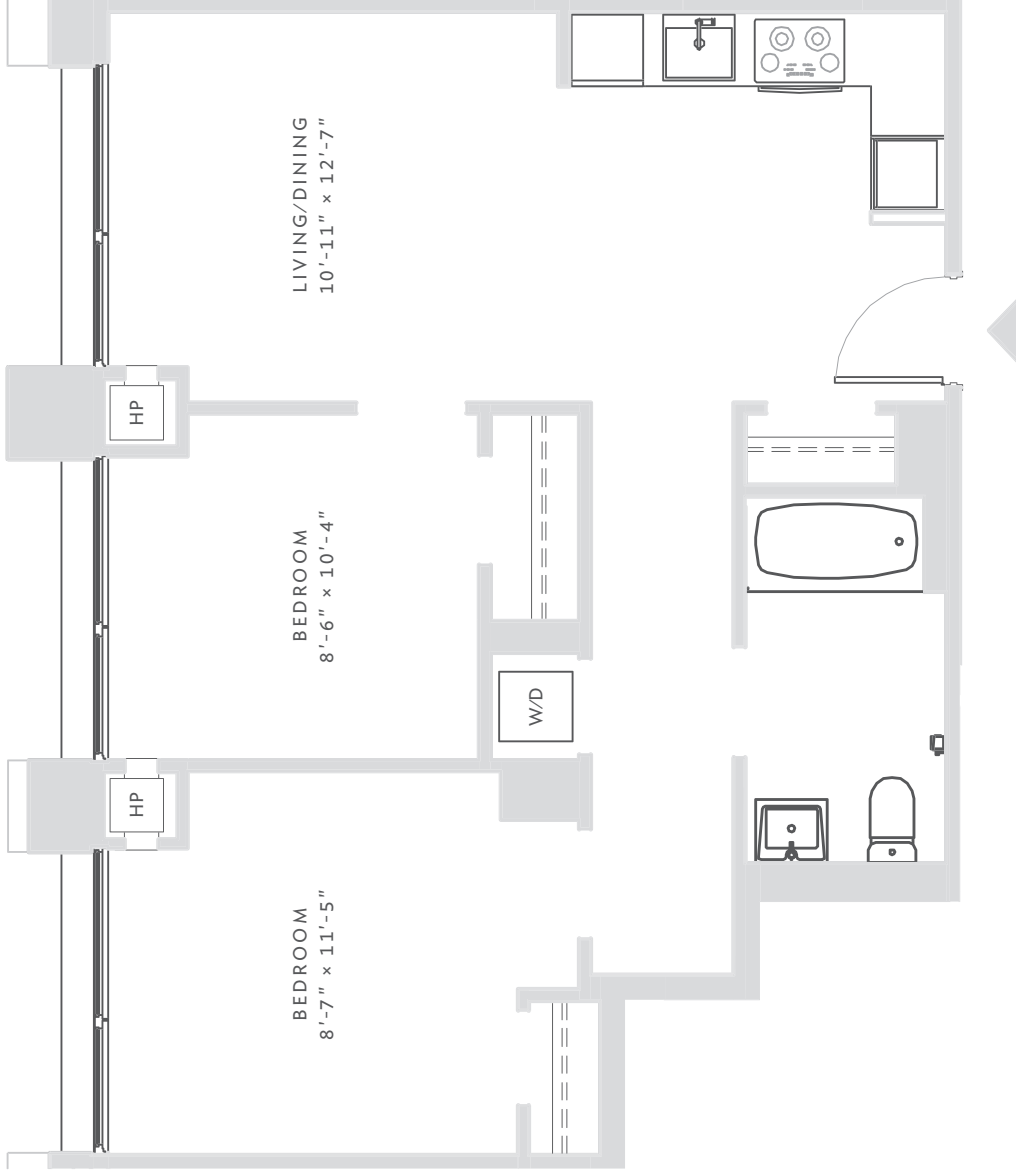 LIVING/DINING
10′-11″ × 12′-7″
HP
BEDROOM
8′-6″ × 10′-4″
W/D
HP
BEDROOM
8′-7″ × 11′-5″